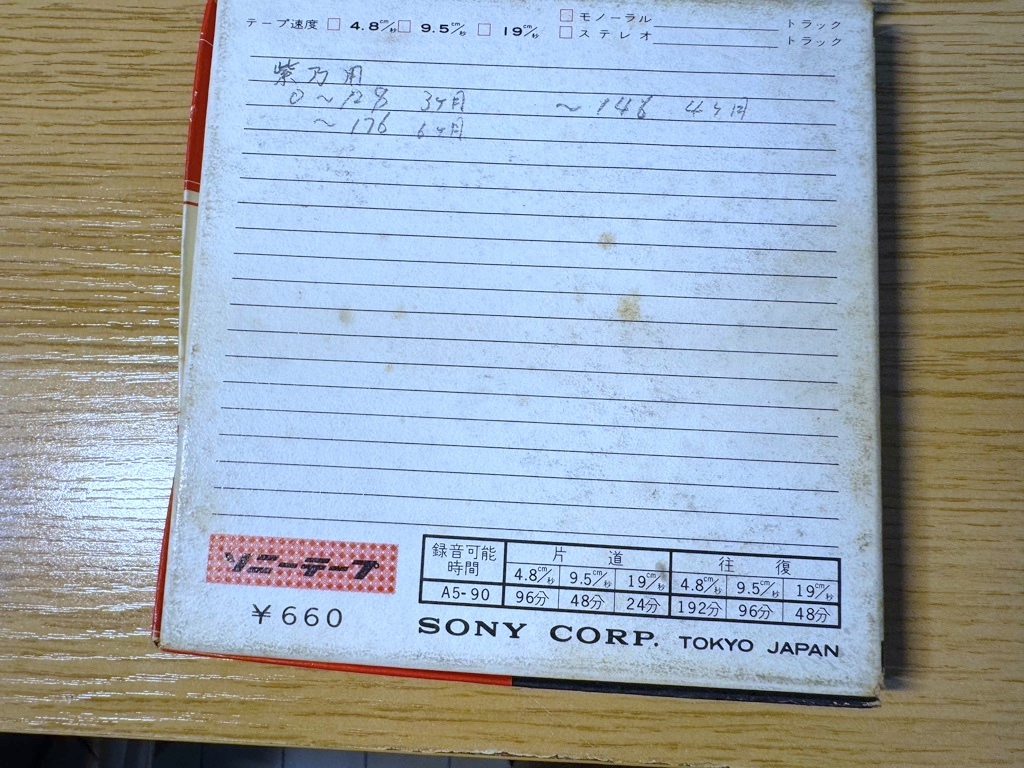 テープ速度 □ 4.8cm/秒 □ 9.5cm/秒 □ 19cm/秒 □ モノーラル トラック
□ ステレオ トラック
紫乃用
0～128 3ヶ月 ～146 4ヶ月
～176 6ヶ月
ソニーテープ
￥660
録音可能時間 片道 往復
4.8cm/秒 9.5cm/秒 19cm/秒 4.8cm/秒 9.5cm/秒 19cm/秒
A5-90 96分 48分 24分 192分 96分 48分
SONY CORP. TOKYO JAPAN